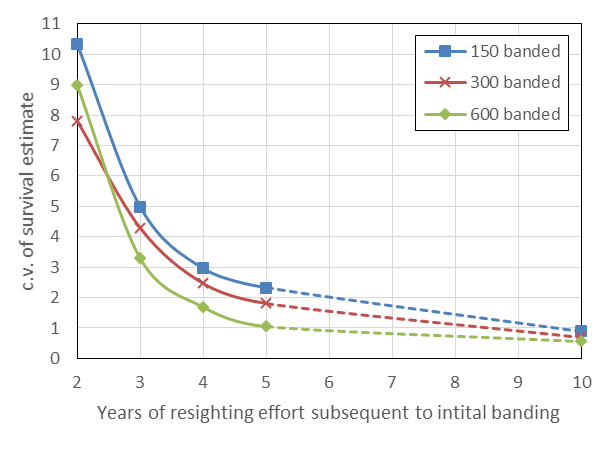 11
10
9
8
7
6
5
4
3
2
1
0
c.v. of survival estimate
150 banded
300 banded
600 banded
2 3 4 5 6 7 8 9 10
Years of resighting effort subsequent to intital banding